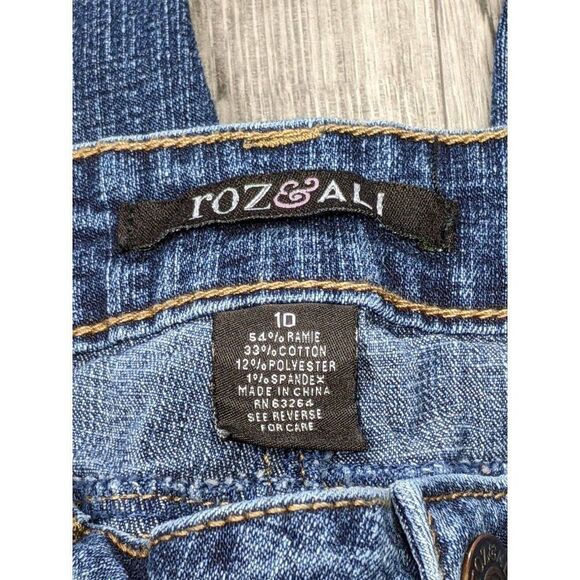 roz&ALI
10
54% RAMIE
33% COTTON
12% POLYESTER
1% SPANDEX
MADE IN CHINA
RN 63264
SEE REVERSE
FOR CARE